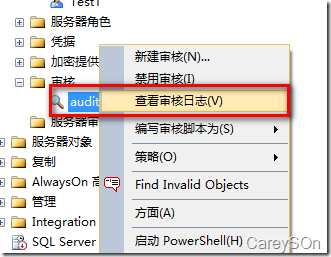 Test1
服务器角色
凭据
加密提供
审核
audit
服务器审
服务器对象
复制
AlwaysOn 高
管理
Integration
SQL Server
新建审核(N)...
禁用审核(I)
查看审核日志(V)
编写审核脚本为(S)
策略(O)
Find Invalid Objects
方面(A)
启动 PowerShell(H)
CareySOn